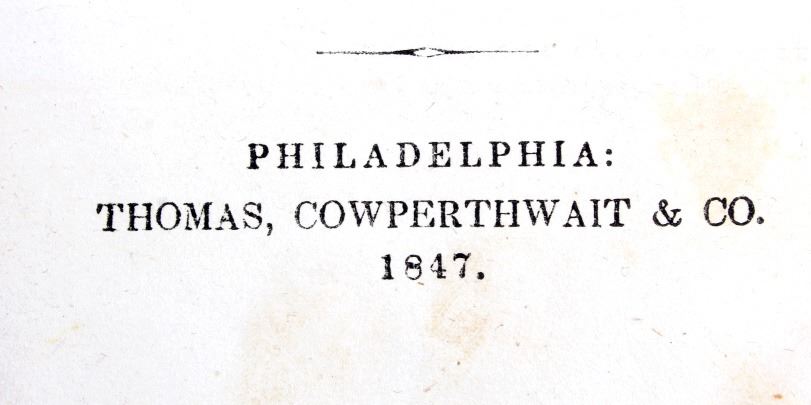 PHILADELPHIA:
THOMAS, COWPERTHWAIT & CO.
1847.